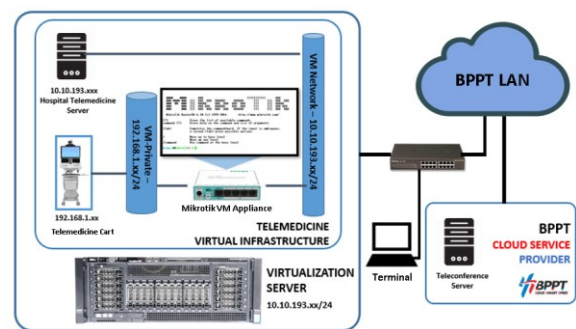 10.10.193.xxx
Hospital Telemedicine
Server
VM-Private –
192.168.1.xx/24
VM Network – 10.10.193.xx/24
MikroTik
192.168.1.xx
Telemedicine Cart
Mikrotik VM Appliance
TELEMEDICINE
VIRTUAL INFRASTRUCTURE
VIRTUALIZATION
SERVER
10.10.193.xx/24
BPPT LAN
Terminal
Teleconference
Server
BPPT
CLOUD SERVICE
PROVIDER
BPPT